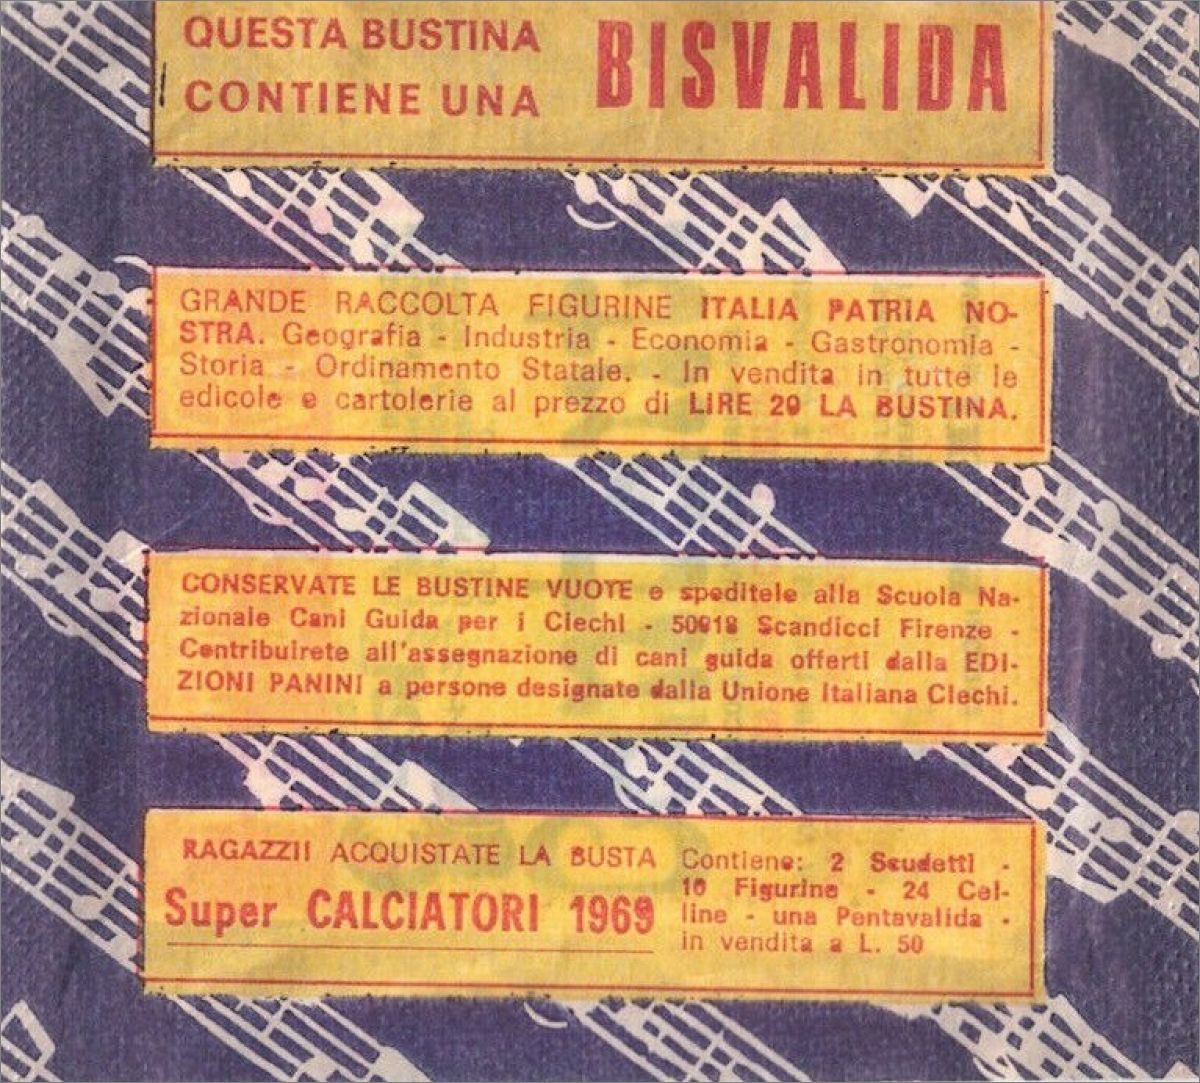 QUESTA BUSTINA
CONTIENE UNA
BISVALIDA
GRANDE RACCOLTA FIGURINE ITALIA PATRIA NO-
STRA. Geografia - Industria - Economia - Gastronomia -
Storia - Ordinamento Statale. - In vendita in tutte le
edicole e cartolerie al prezzo di LIRE 20 LA BUSTINA.
CONSERVATE LE BUSTINE VUOTE e speditele alla Scuola Na-
zionale Cani Guida per i Ciechi - 50018 Scandicci Firenze -
Contribuirete all'assegnazione di cani guida offerti dalla EDI-
ZIONI PANINI a persone designate dalla Unione Italiana Ciechi.
RAGAZZI! ACQUISTATE LA BUSTA
Super CALCIATORI 1969
Contiene: 2 Scudetti -
10 Figurine - 24 Cel-
line - una Pentavalida -
in vendita a L. 50